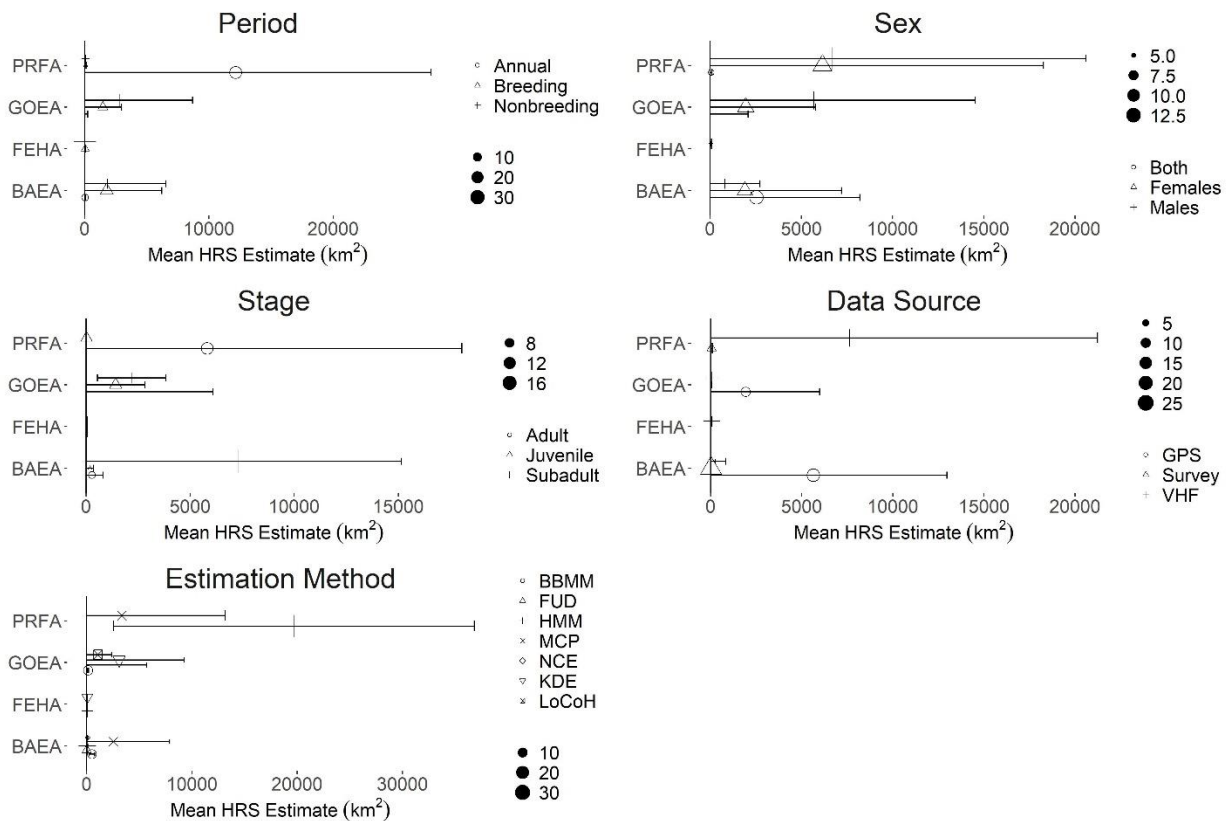 Period
PRFA
GOEA
FEHA
BAEA
0
10000
20000
Mean HRS Estimate (km²)
Annual
Breeding
Nonbreeding
10
20
30
Sex
PRFA
GOEA
FEHA
BAEA
0
5000
10000
15000
20000
Mean HRS Estimate (km²)
5.0
7.5
10.0
12.5
Both
Females
Males
Stage
PRFA
GOEA
FEHA
BAEA
0
5000
10000
15000
Mean HRS Estimate (km²)
8
12
16
Adult
Juvenile
Subadult
Data Source
PRFA
GOEA
FEHA
BAEA
0
5000
10000
15000
20000
Mean HRS Estimate (km²)
5
10
15
20
25
GPS
Survey
VHF
Estimation Method
PRFA
GOEA
FEHA
BAEA
0
10000
20000
30000
Mean HRS Estimate (km²)
BBMM
FUD
HMM
MCP
NCE
KDE
LoCoH
10
20
30